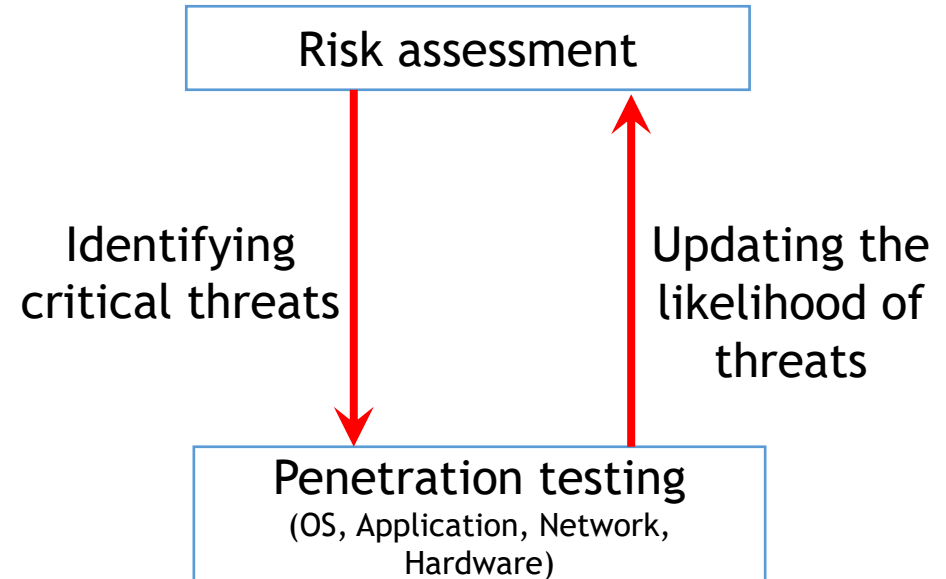 Risk assessment
Identifying
critical threats
Updating the
likelihood of
threats
Penetration testing
(OS, Application, Network,
Hardware)